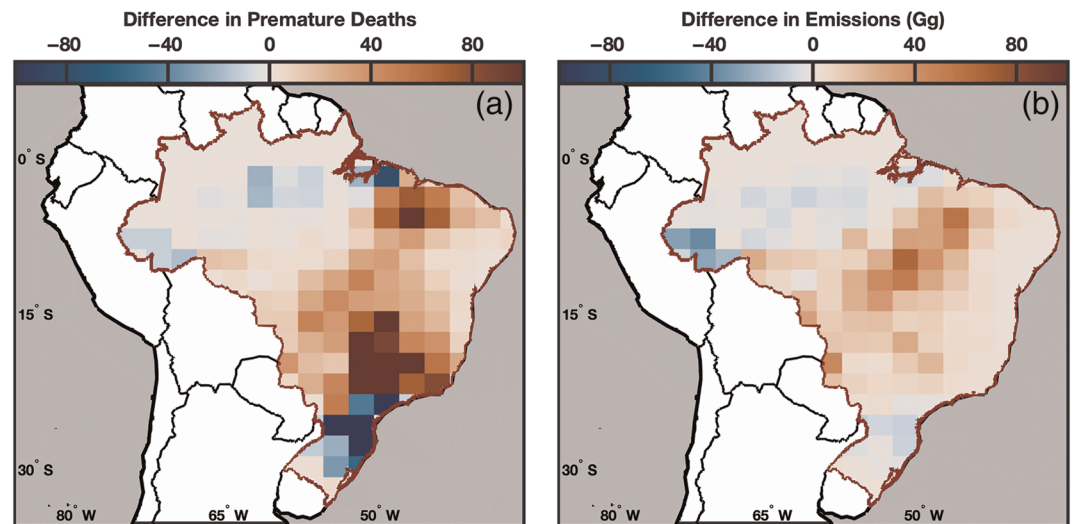 Difference in Premature Deaths
−80 −40 0 40 80
(a)
0° S
15° S
30° S
80° W 65° W 50° W
Difference in Emissions (Gg)
−80 −40 0 40 80
(b)
0° S
15° S
30° S
80° W 65° W 50° W